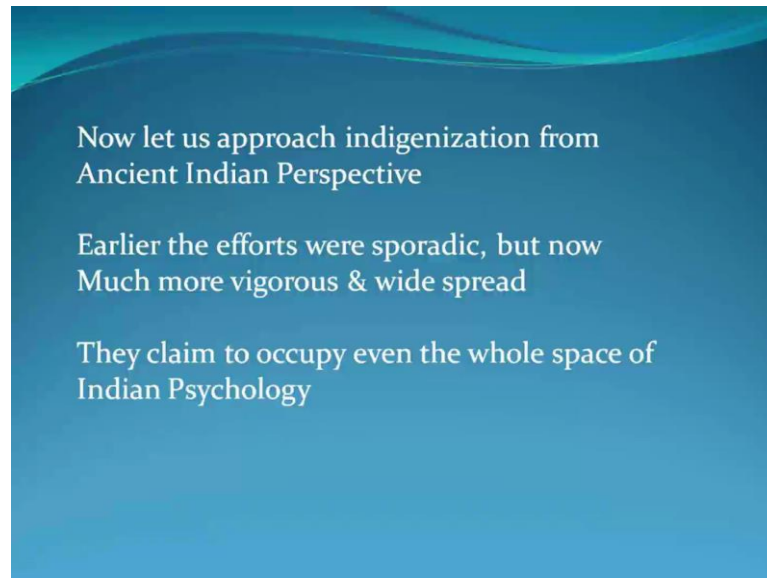 Now let us approach indigenization from
Ancient Indian Perspective
Earlier the efforts were sporadic, but now
Much more vigorous & wide spread
They claim to occupy even the whole space of
Indian Psychology